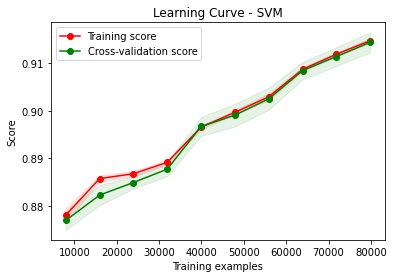 Learning Curve - SVM
Training score
Cross-validation score
0.91
0.90
0.89
0.88
Score
10000 20000 30000 40000 50000 60000 70000 80000
Training examples